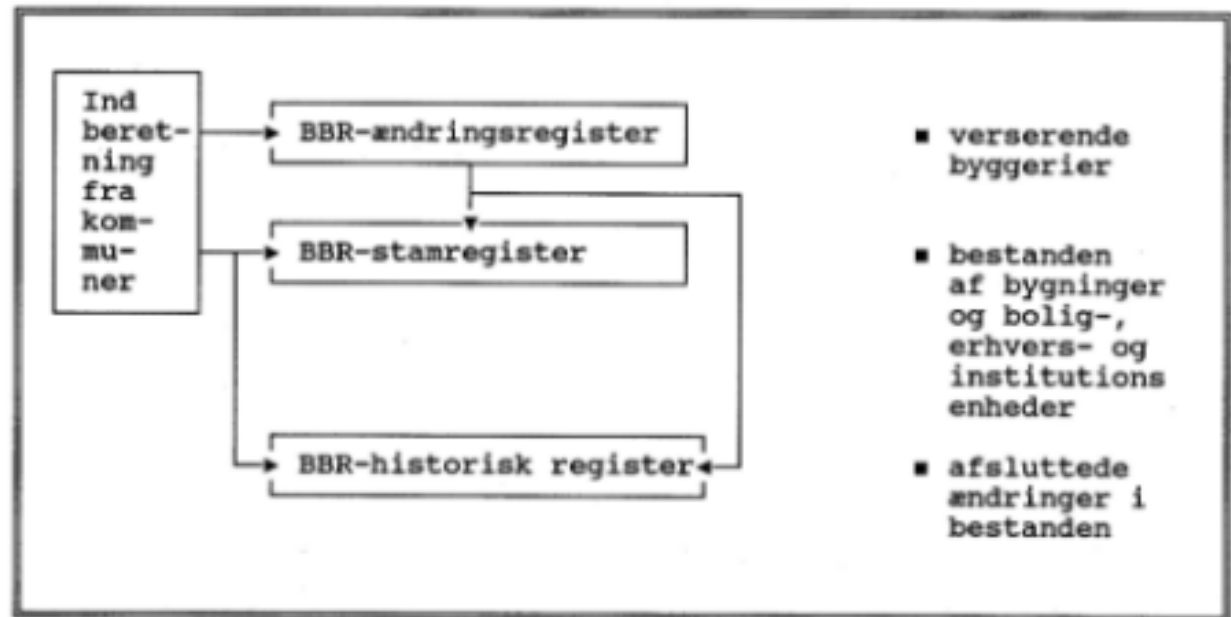 Ind
beret-
ning
fra
kom-
mu-
ner
BBR-ændringsregister
BBR-stamregister
BBR-historisk register
▪ verserende
byggerier
▪ bestanden
af bygninger
og bolig-,
erhvers- og
institutions
enheder
▪ afsluttede
ændringer i
bestanden